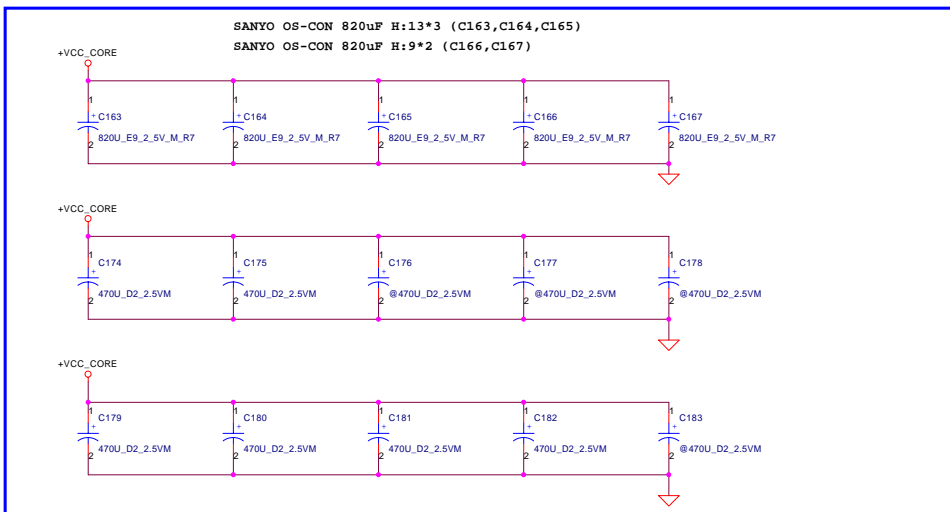 SANYO OS-CON 820uF H:13*3 (C163,C164,C165)
SANYO OS-CON 820uF H:9*2 (C166,C167)
+VCC_CORE
1 1 1 1 1
+ C163 + C164 + C165 + C166 + C167
820U_E9_2_5V_M_R7 820U_E9_2_5V_M_R7 820U_E9_2_5V_M_R7 820U_E9_2_5V_M_R7 820U_E9_2_5V_M_R7
2 2 2 2 2
+VCC_CORE
1 1 1 1 1
C174 C175 C176 C177 C178
+ + + + +
470U_D2_2.5VM 470U_D2_2.5VM @470U_D2_2.5VM @470U_D2_2.5VM @470U_D2_2.5VM
2 2 2 2 2
+VCC_CORE
1 1 1 1 1
C179 C180 C181 C182 C183
+ + + + +
470U_D2_2.5VM 470U_D2_2.5VM 470U_D2_2.5VM 470U_D2_2.5VM @470U_D2_2.5VM
2 2 2 2 2